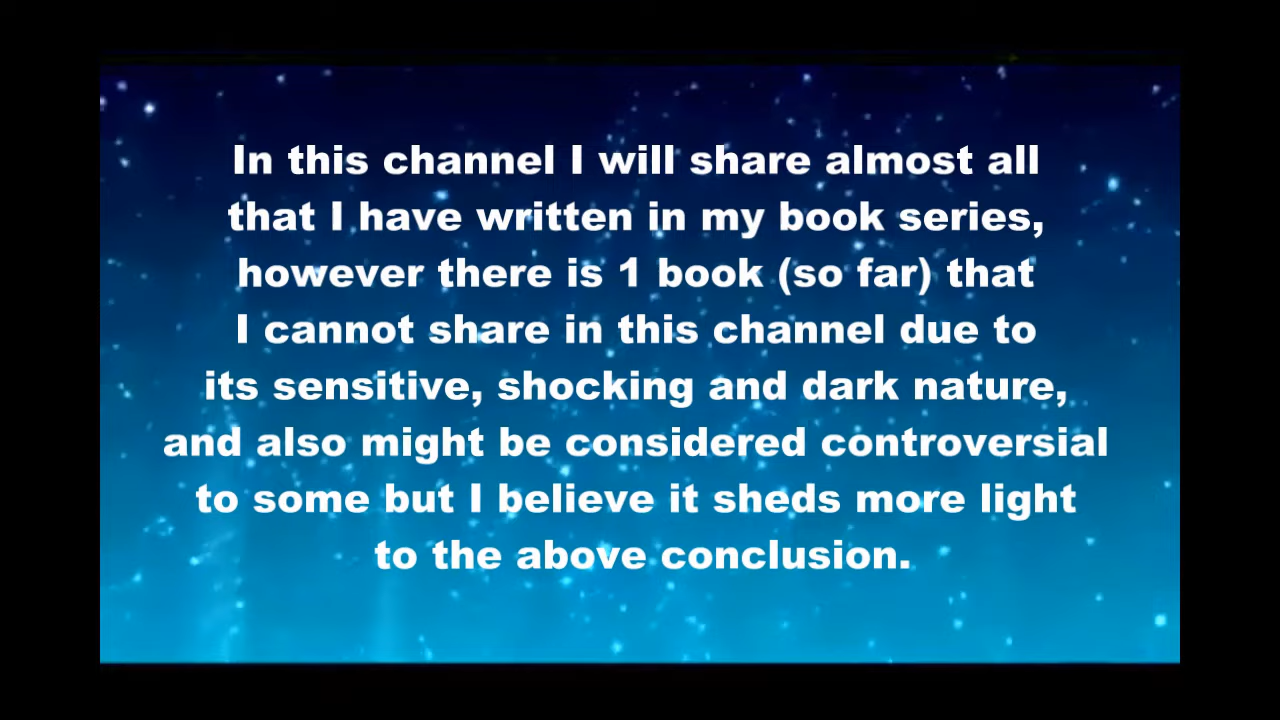 In this channel I will share almost all
that I have written in my book series,
however there is 1 book (so far) that
I cannot share in this channel due to
its sensitive, shocking and dark nature,
and also might be considered controversial
to some but I believe it sheds more light
to the above conclusion.